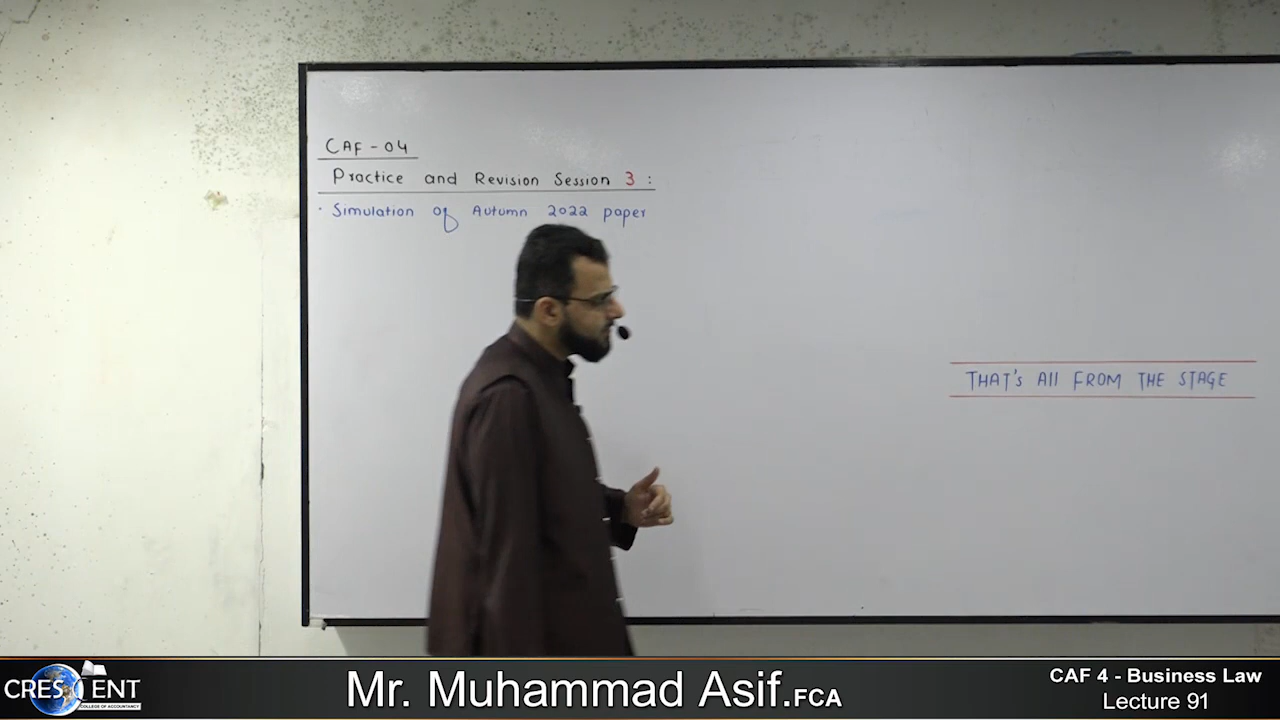 CAF - 04
Practice and Revision Session 3 :
· Simulation of Autumn 2022 paper
THAT'S All FROM THE STAGE
CRESCENT
COLLEGE OF ACCOUNTANCY
Mr. Muhammad Asif.FCA
CAF 4 - Business Law
Lecture 91